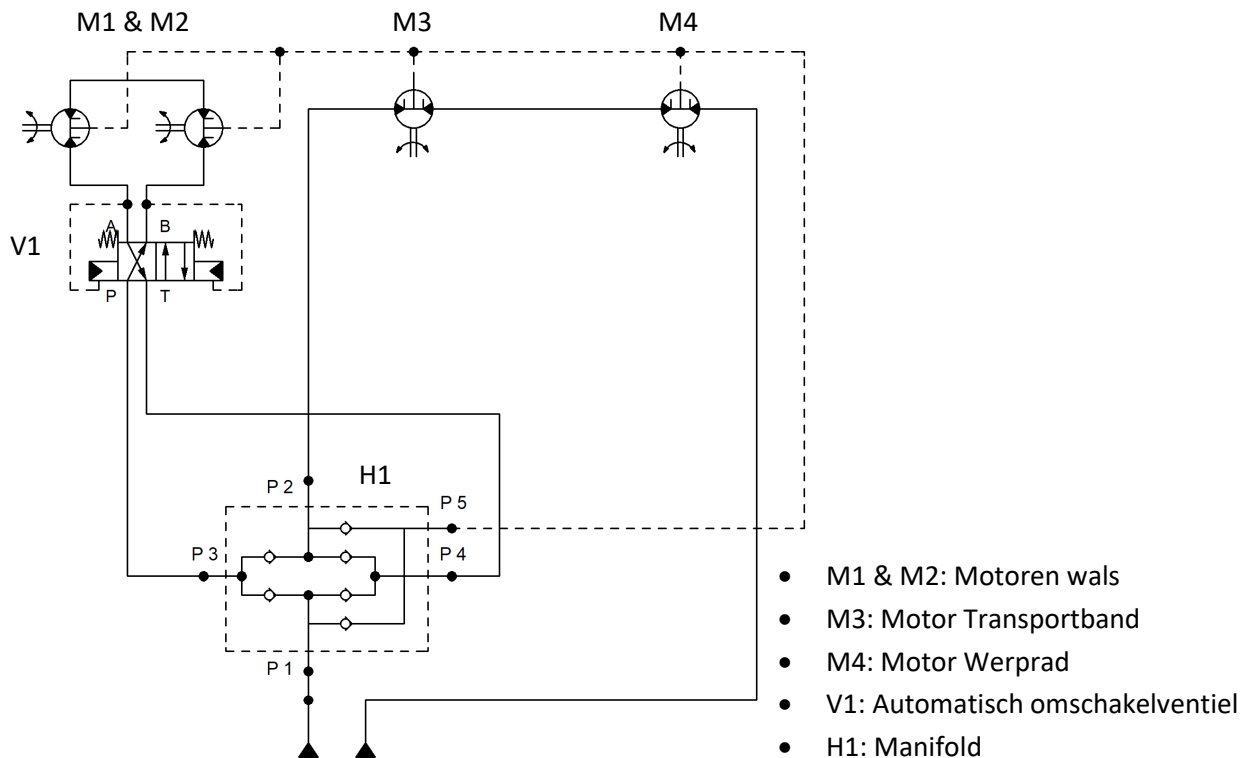 M1 & M2
M3
M4
V1
A
B
P
T
H1
P 2
P 5
P 3
P 4
P 1
• M1 & M2: Motoren wals
• M3: Motor Transportband
• M4: Motor Werprad
• V1: Automatisch omschakelventiel
• H1: Manifold